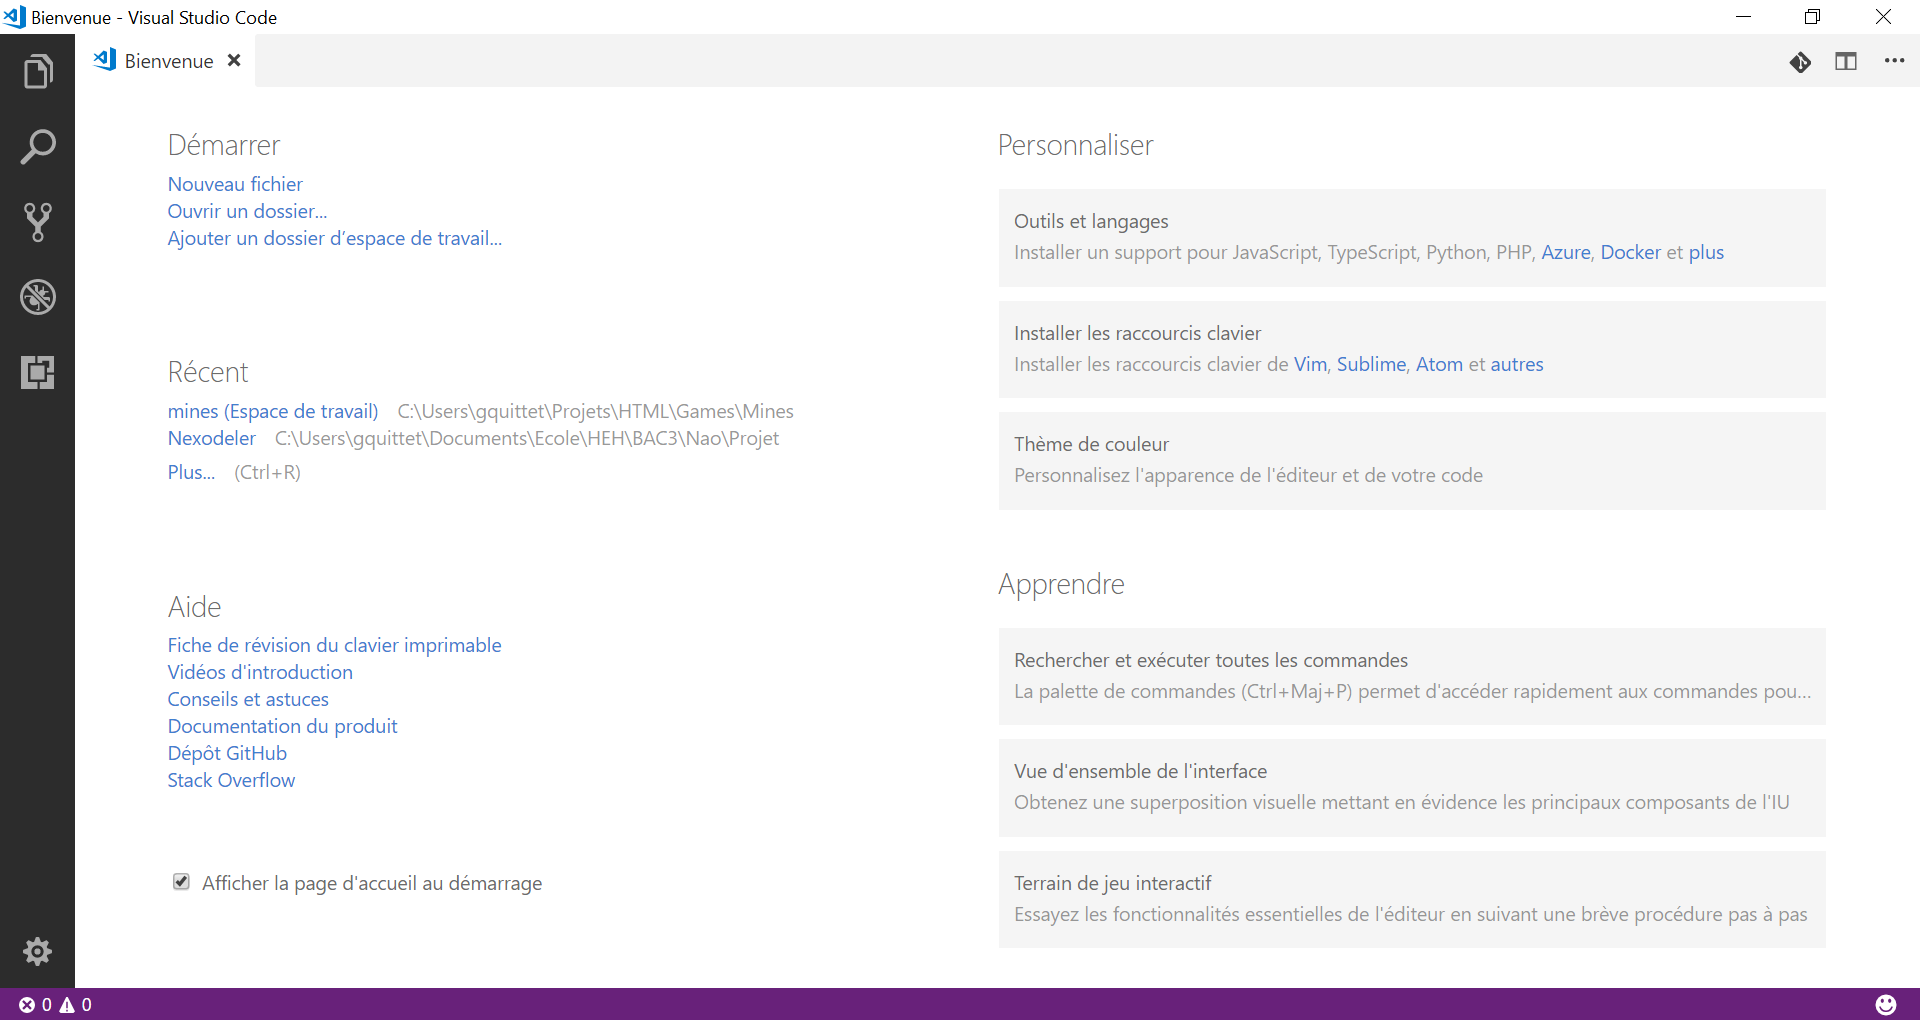 Bienvenue - Visual Studio Code
Bienvenue
Démarrer
Nouveau fichier
Ouvrir un dossier...
Ajouter un dossier d’espace de travail...
Récent
mines (Espace de travail) C:\Users\gquittet\Projets\HTML\Games\Mines
Nexodeler C:\Users\gquittet\Documents\Ecole\HEH\BAC3\Nao\Projet
Plus... (Ctrl+R)
Aide
Fiche de révision du clavier imprimable
Vidéos d'introduction
Conseils et astuces
Documentation du produit
Dépôt GitHub
Stack Overflow
Afficher la page d'accueil au démarrage
Personnaliser
Outils et langages
Installer un support pour JavaScript, TypeScript, Python, PHP, Azure, Docker et plus
Installer les raccourcis clavier
Installer les raccourcis clavier de Vim, Sublime, Atom et autres
Thème de couleur
Personnalisez l'apparence de l'éditeur et de votre code
Apprendre
Rechercher et exécuter toutes les commandes
La palette de commandes (Ctrl+Maj+P) permet d'accéder rapidement aux commandes pou...
Vue d'ensemble de l'interface
Obtenez une superposition visuelle mettant en évidence les principaux composants de l'IU
Terrain de jeu interactif
Essayez les fonctionnalités essentielles de l'éditeur en suivant une brève procédure pas à pas
0 0